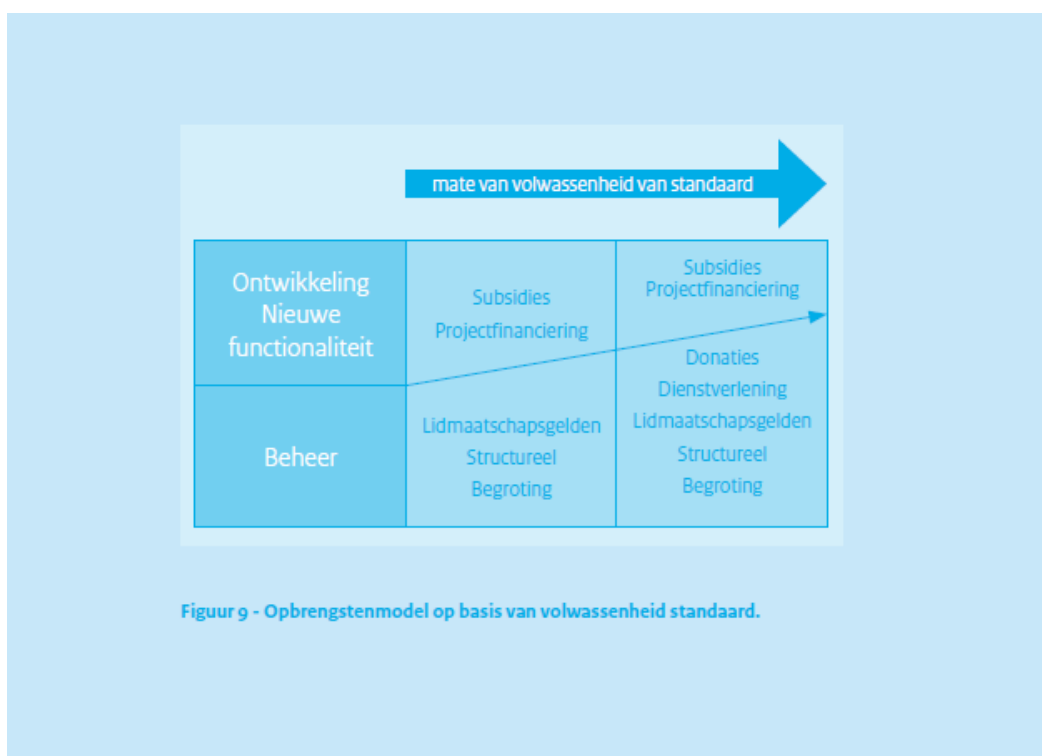 mate van volwassenheid van standaard
Ontwikkeling
Nieuwe
functionaliteit
Subsidies
Projectfinanciering
Subsidies
Projectfinanciering
Beheer
Lidmaatschapsgelden
Structureel
Begroting
Donaties
Dienstverlening
Lidmaatschapsgelden
Structureel
Begroting
Figuur 9 - Opbrengstenmodel op basis van volwassenheid standaard.